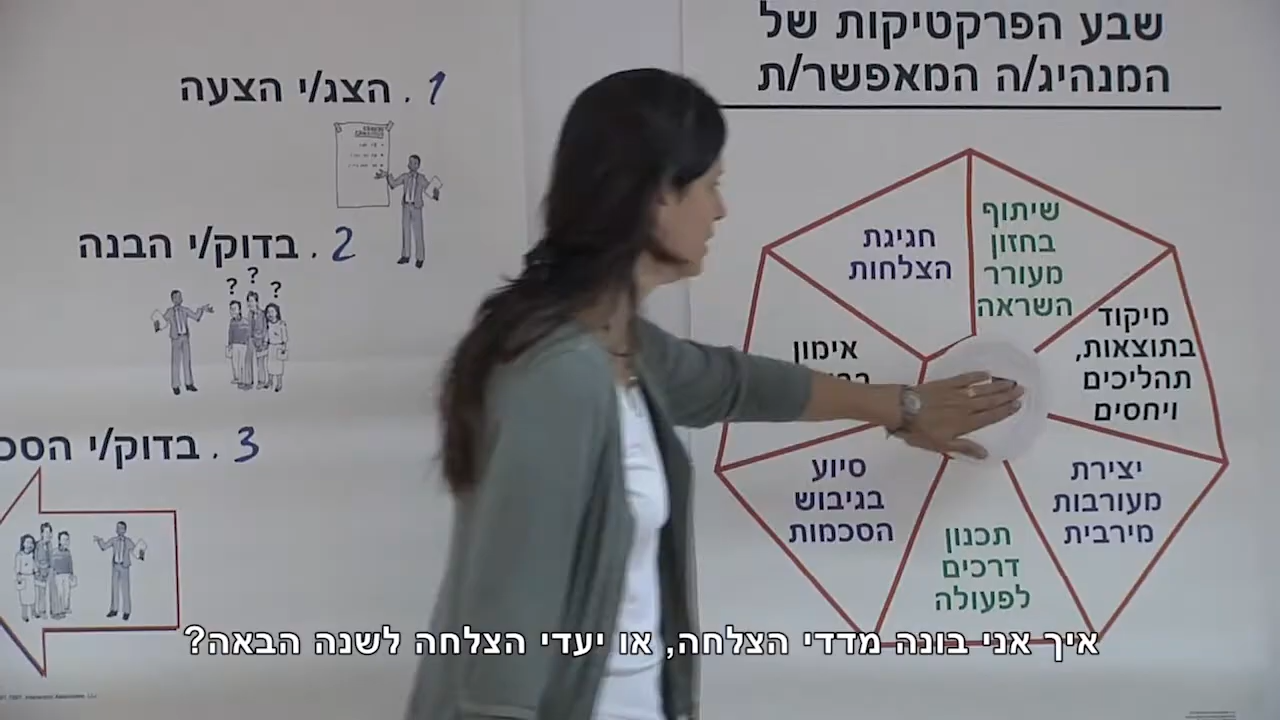 שבע הפרקטיקות של
המנהיג/ה המאפשר/ת
שיתוף
בחזון
מעורר
השראה
מיקוד
בתוצאות,
תהליכים
ויחסים
יצירת
מעורבות
מירבית
תכנון
דרכים
לפעולה
סיוע
בגיבוש
הסכמות
אימון
חגיגת
הצלחות
1. הצג/י הצעה
2. בדוק/י הבנה
? ? ?
3. בדוק/י
איך אני בונה מדדי הצלחה, או יעדי הצלחה לשנה הבאה?